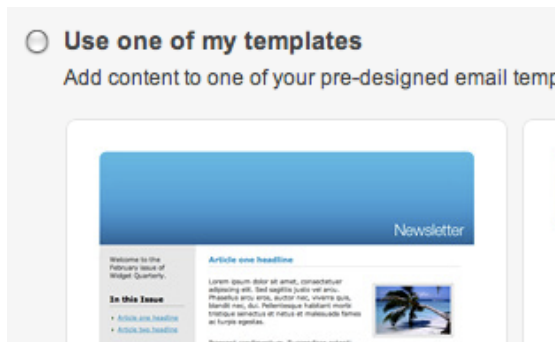 Use one of my templates
Add content to one of your pre-designed email temp
Newsletter
Welcome to the
February issue of
Widget Quarterly.
In this Issue
Article one headline
Article two headline
Article one headline
Lorem ipsum dolor sit amet, consectetuer
adipiscing elit. Sed sagittis justo vel arcu.
Phasellus arcu eros, auctor nec, viverra quis,
blandit nec, dui. Pellentesque habitant morbi
tristique senectus et netus et malesuada fames
ac turpis egestas.